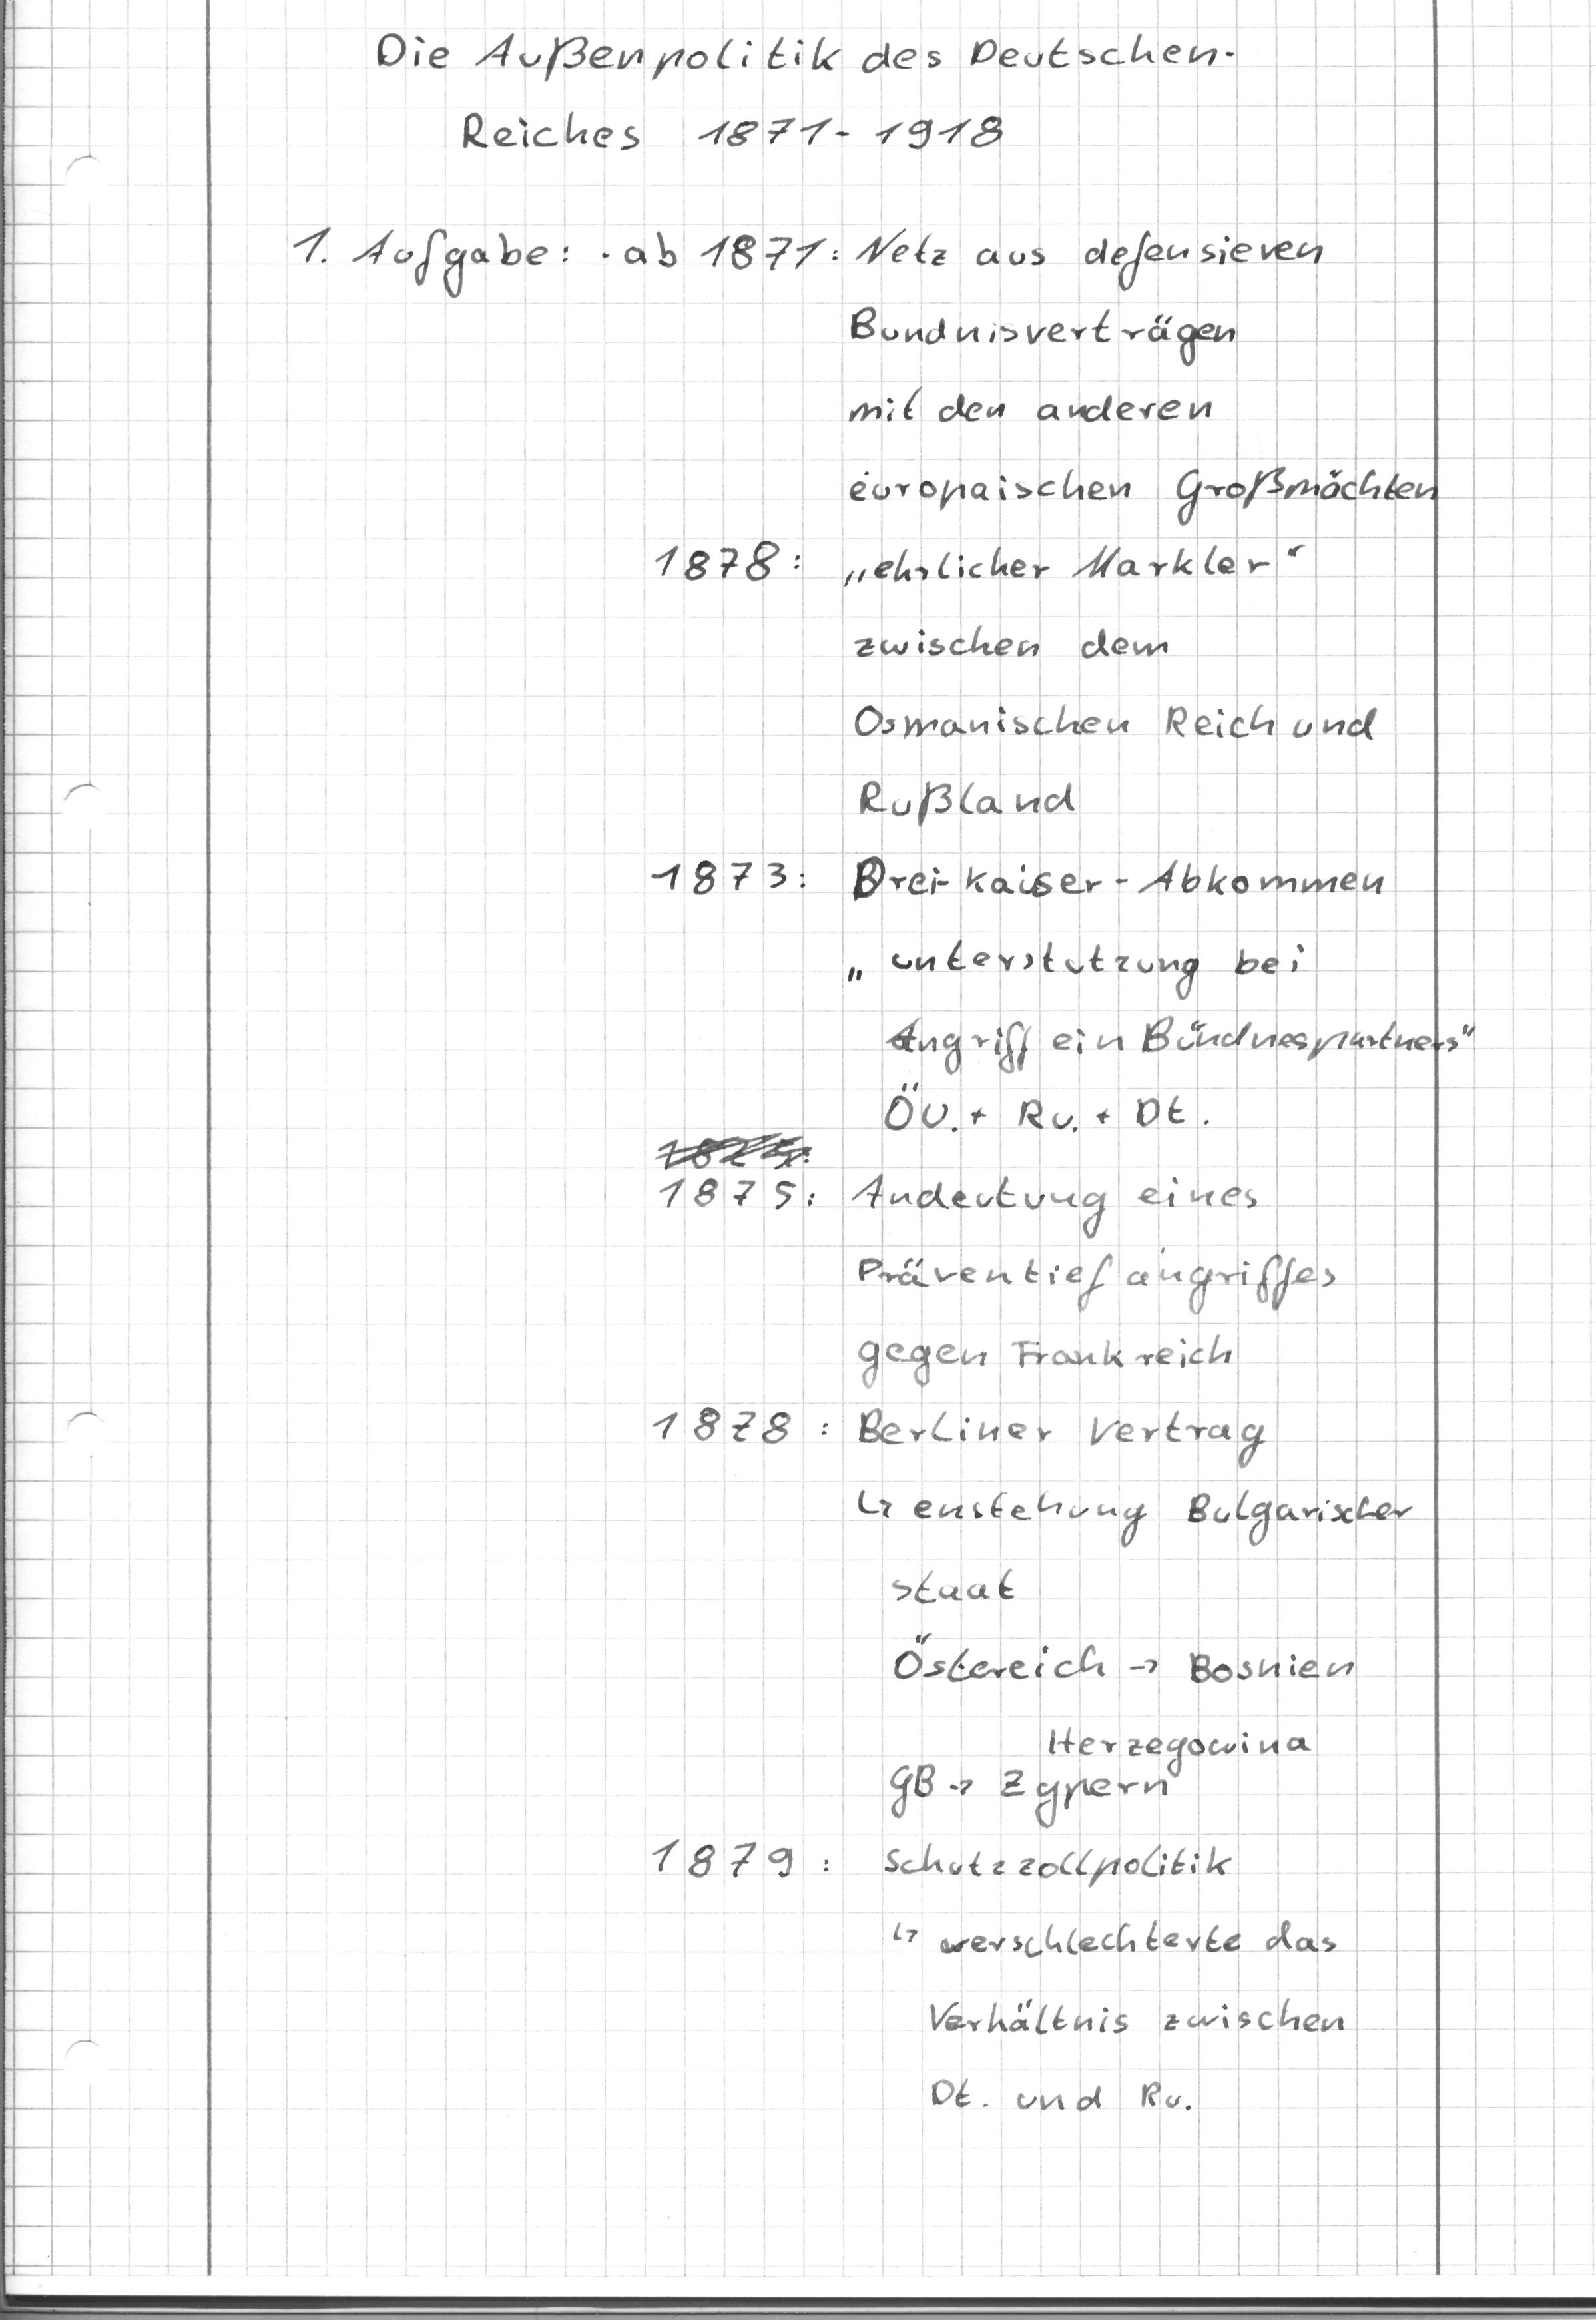 Die Außenpolitik des Deutschen-
Reiches 1871-1918
1. Aufgabe: · ab 1871: Netz aus defensieven
Bundnisverträgen
mit den anderen
europaischen Großmächten
1878: „ehrlicher Markler“
zwischen dem
Osmanischen Reich und
Rußland
1873: Drei-kaiser-Abkommen
„unterstutzung bei
Angriff ein Bündnespartners“
ÖU. + Ru. + Dt.
1875: Andeutung eines
Präventiefangriffes
gegen Frankreich
1878: Berliner Vertrag
↳ enstehung Bulgarischer
staat
Östereich → Bosnien
Herzegowina
GB → Zypern
1879: Schutzzollpolitik
↳ verschlechterte das
Verhältnis zwischen
Dt. und Ru.